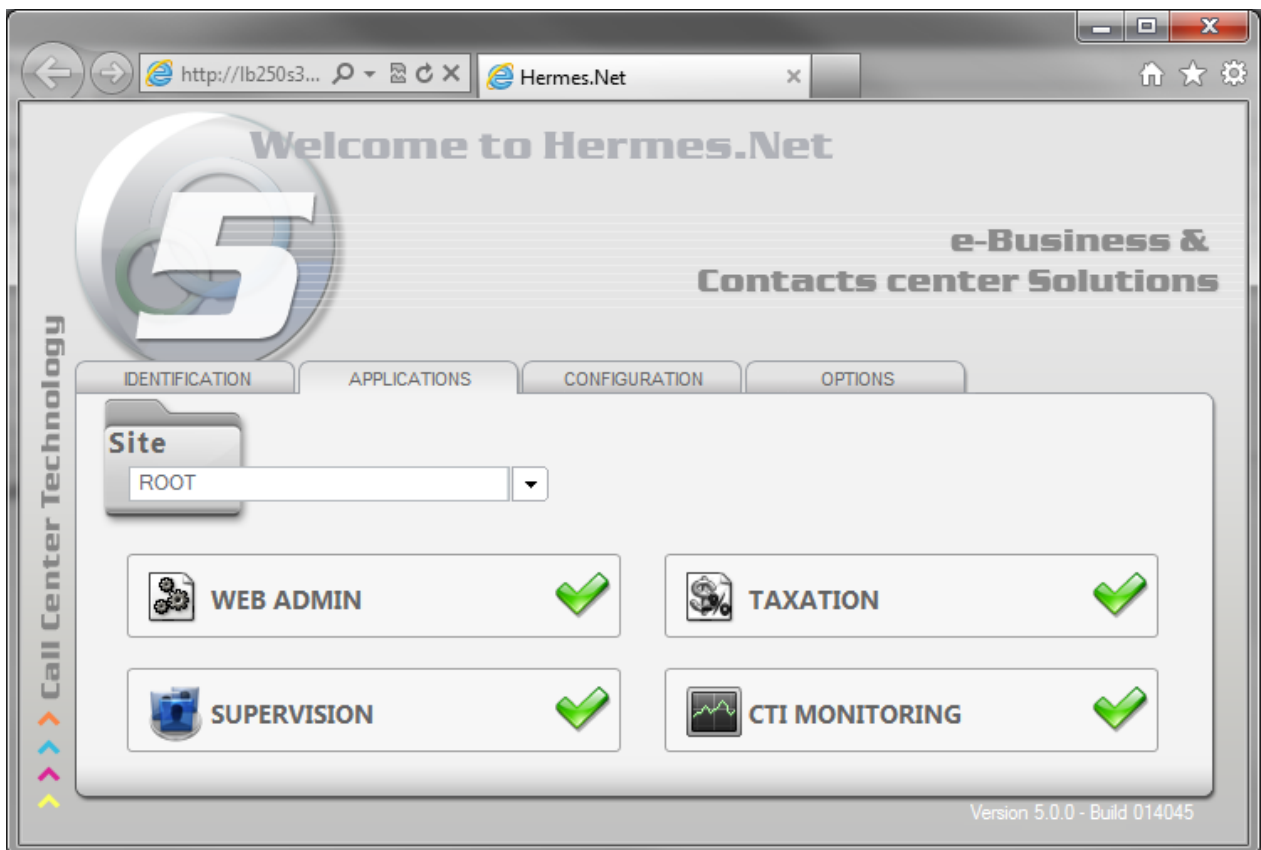 http://lb250s3...
Hermes.Net
Welcome to Hermes.Net
5
e-Business &
Contacts center Solutions
Call Center Technology
IDENTIFICATION
APPLICATIONS
CONFIGURATION
OPTIONS
Site
ROOT
WEB ADMIN
TAXATION
SUPERVISION
CTI MONITORING
Version 5.0.0 - Build 014045